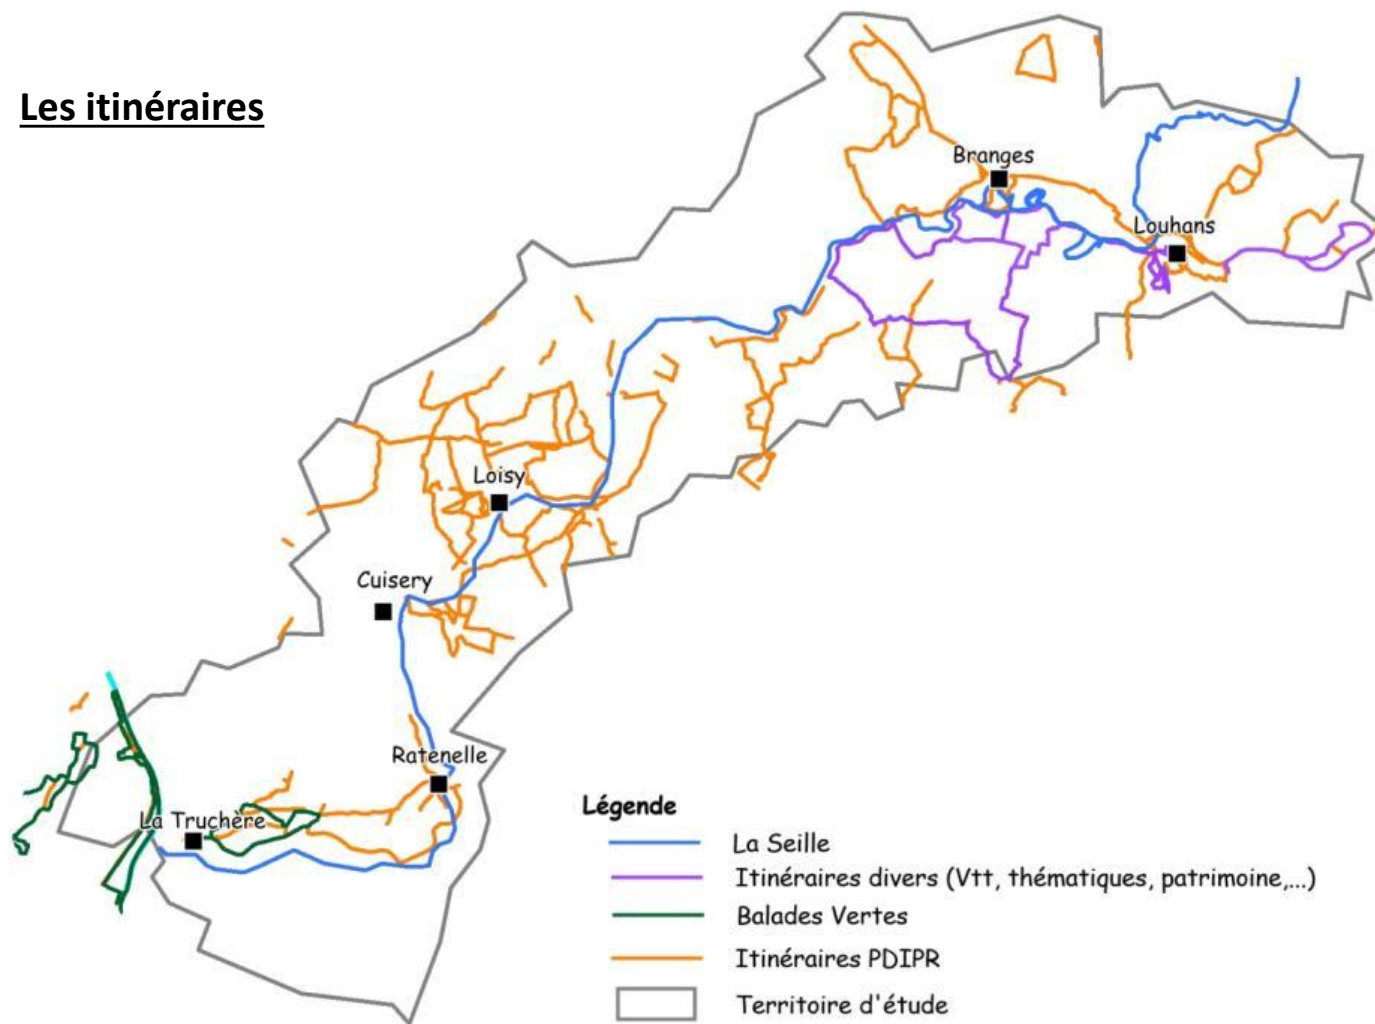 Les itinéraires
Branges
Louhans
Loisy
Cuisery
Ratenelle
La Truchère
Légende
La Seille
Itinéraires divers (Vtt, thématiques, patrimoine,...)
Balades Vertes
Itinéraires PDIPR
Territoire d'étude